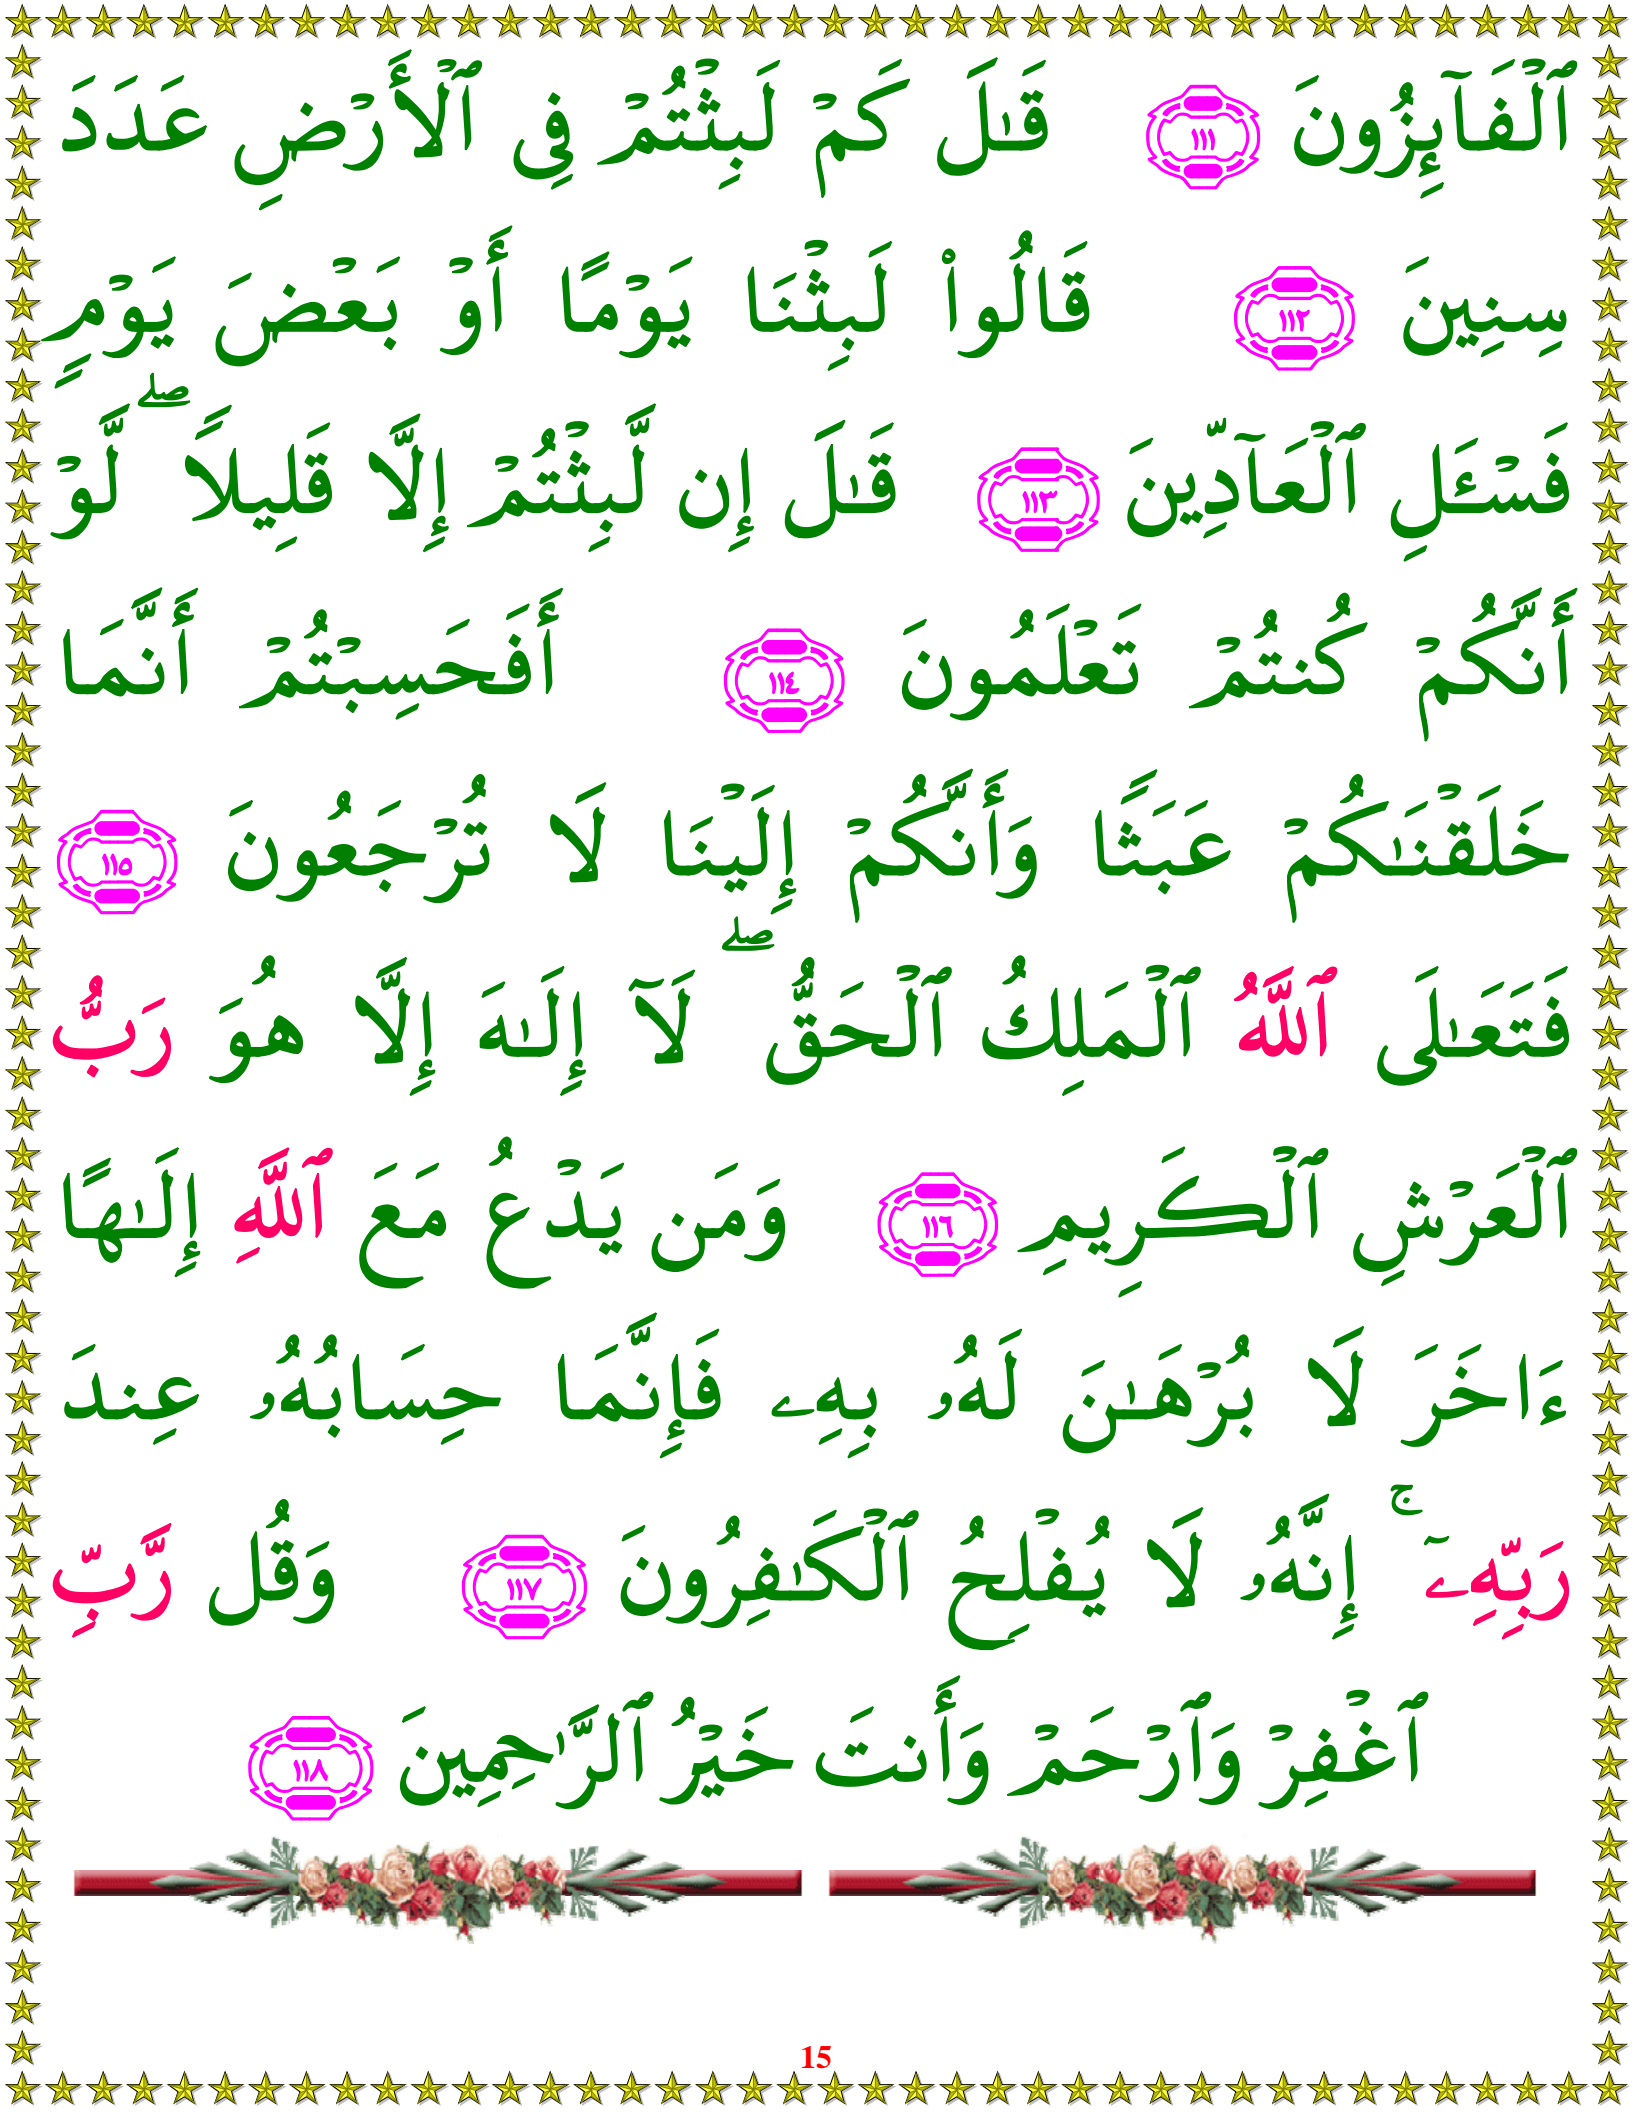 ٱلْفَآئِزُونَ ١١١ قَـٰلَ كَمْ لَبِثْتُمْ فِى ٱلْأَرْضِ عَدَدَ
سِنِينَ ١١٢ قَالُوا۟ لَبِثْنَا يَوْمًا أَوْ بَعْضَ يَوْمٍ
فَسْـَٔلِ ٱلْعَآدِّينَ ١١٣ قَـٰلَ إِن لَّبِثْتُمْ إِلَّا قَلِيلًا ۖ لَّوْ
أَنَّكُمْ كُنتُمْ تَعْلَمُونَ ١١٤ أَفَحَسِبْتُمْ أَنَّمَا
خَلَقْنَـٰكُمْ عَبَثًا وَأَنَّكُمْ إِلَيْنَا لَا تُرْجَعُونَ ١١٥
فَتَعَـٰلَى ٱللَّهُ ٱلْمَلِكُ ٱلْحَقُّ ۖ لَآ إِلَـٰهَ إِلَّا هُوَ رَبُّ
ٱلْعَرْشِ ٱلْكَرِيمِ ١١٦ وَمَن يَدْعُ مَعَ ٱللَّهِ إِلَـٰهًا
ءَاخَرَ لَا بُرْهَـٰنَ لَهُۥ بِهِۦ فَإِنَّمَا حِسَابُهُۥ عِندَ
رَبِّهِۦٓ ۚ إِنَّهُۥ لَا يُفْلِحُ ٱلْكَـٰفِرُونَ ١١٧ وَقُل رَّبِّ
ٱغْفِرْ وَٱرْحَمْ وَأَنتَ خَيْرُ ٱلرَّٰحِمِينَ ١١٨
15